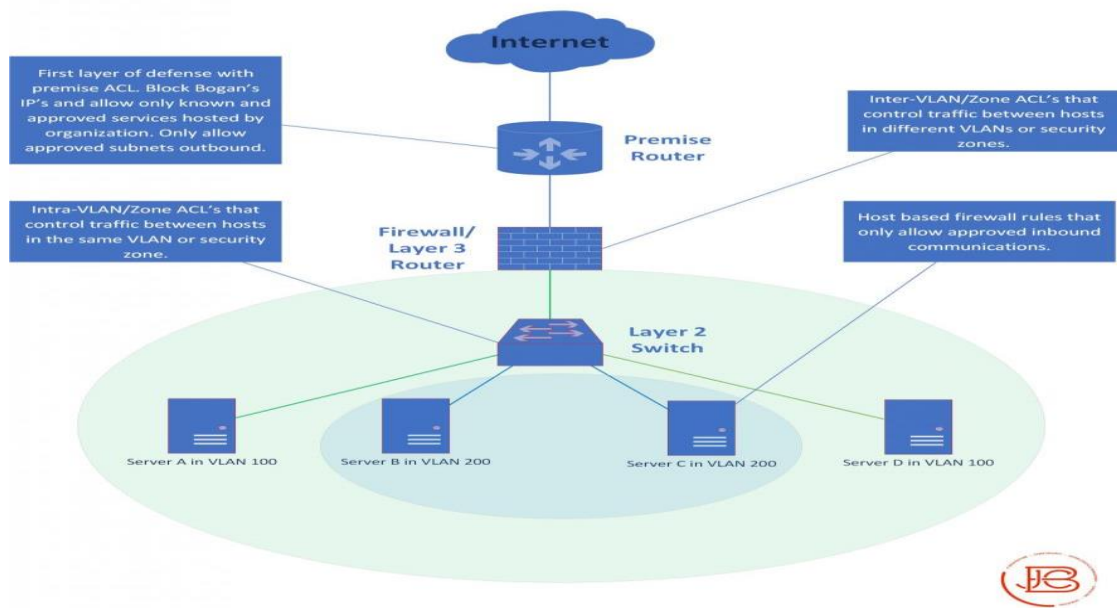 Internet
First layer of defense with
premise ACL. Block Bogan's
IP's and allow only known and
approved services hosted by
organization. Only allow
approved subnets outbound.
Inter-VLAN/Zone ACL's that
control traffic between hosts
in different VLANs or security
zones.
Premise
Router
Intra-VLAN/Zone ACL's that
control traffic between hosts
in the same VLAN or security
zone.
Firewall/
Layer 3
Router
Host based firewall rules that
only allow approved inbound
communications.
Layer 2
Switch
Server A in VLAN 100
Server B in VLAN 200
Server C in VLAN 200
Server D in VLAN 100